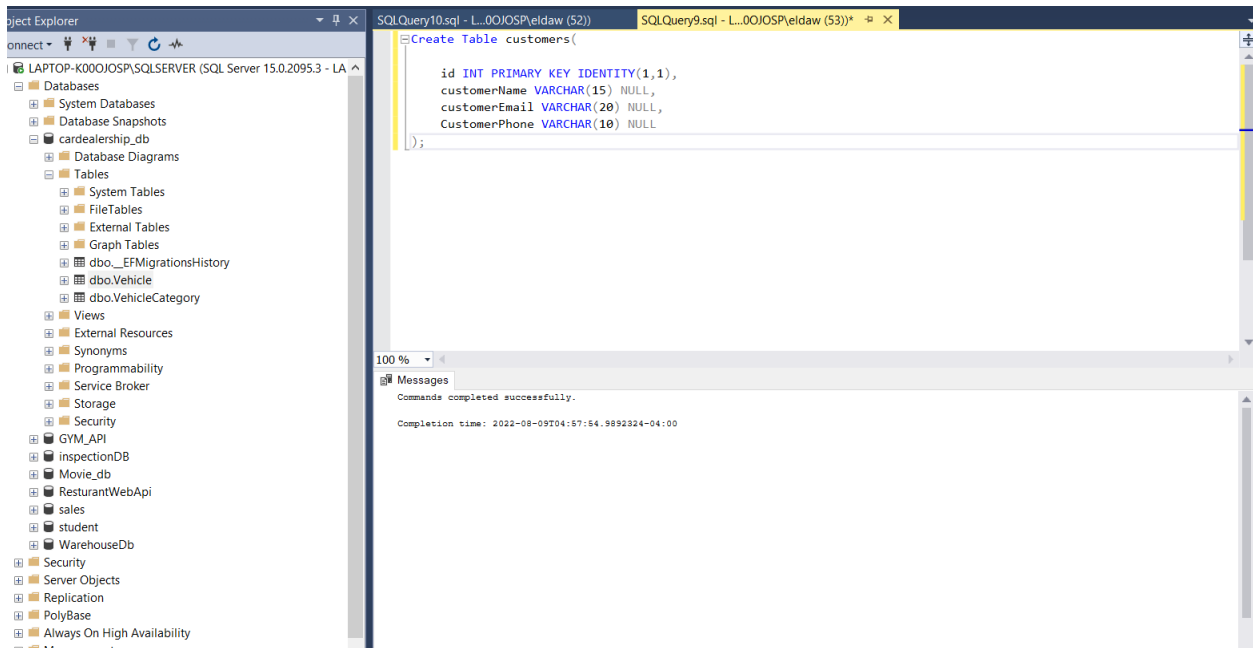 bject Explorer
onnect
LAPTOP-K00OJOSP\SQLSERVER (SQL Server 15.0.2095.3 - LA
Databases
System Databases
Database Snapshots
cardealership_db
Database Diagrams
Tables
System Tables
FileTables
External Tables
Graph Tables
dbo.__EFMigrationsHistory
dbo.Vehicle
dbo.VehicleCategory
Views
External Resources
Synonyms
Programmability
Service Broker
Storage
Security
GYM_API
inspectionDB
Movie_db
ResturantWebApi
sales
student
WarehouseDb
Security
Server Objects
Replication
PolyBase
Always On High Availability
SQLQuery10.sql - L...0OJOSP\eldaw (52))
SQLQuery9.sql - L...0OJOSP\eldaw (53))*
Create Table customers(
id INT PRIMARY KEY IDENTITY(1,1),
customerName VARCHAR(15) NULL,
customerEmail VARCHAR(20) NULL,
CustomerPhone VARCHAR(10) NULL
);
100 %
Messages
Commands completed successfully.
Completion time: 2022-08-09T04:57:54.9892324-04:00